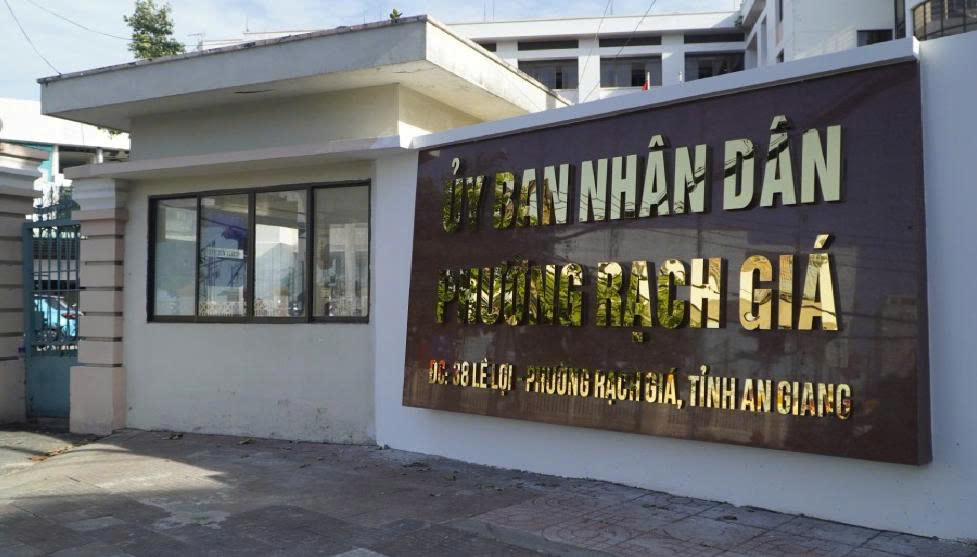 ỦY BAN NHÂN DÂN
PHƯỜNG RẠCH GIÁ
ĐC: 38 LÊ LỢI - PHƯỜNG RẠCH GIÁ, TỈNH AN GIANG